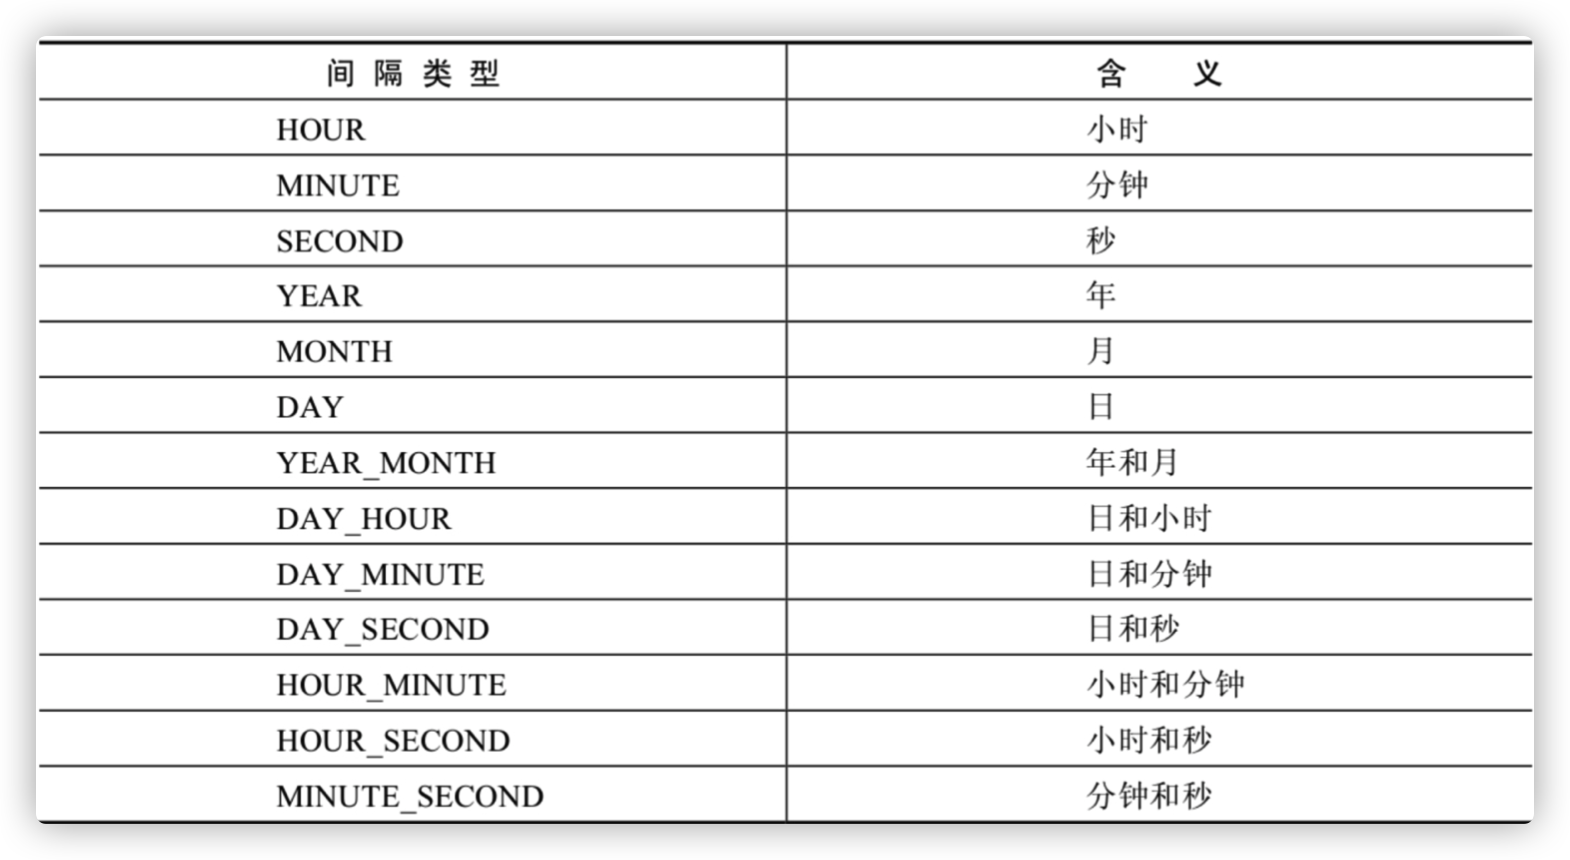 间隔类型 含义
HOUR 小时
MINUTE 分钟
SECOND 秒
YEAR 年
MONTH 月
DAY 日
YEAR_MONTH 年和月
DAY_HOUR 日和小时
DAY_MINUTE 日和分钟
DAY_SECOND 日和秒
HOUR_MINUTE 小时和分钟
HOUR_SECOND 小时和秒
MINUTE_SECOND 分钟和秒